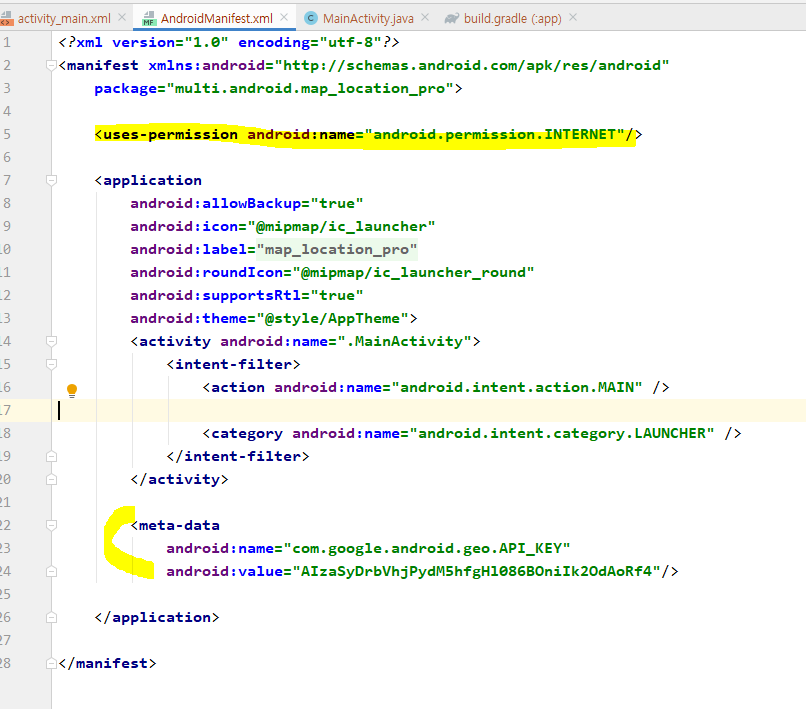 activity_main.xml AndroidManifest.xml MainActivity.java build.gradle (:app)
1 <?xml version="1.0" encoding="utf-8"?>
2 <manifest xmlns:android="http://schemas.android.com/apk/res/android"
3 package="multi.android.map_location_pro">
4
5 <uses-permission android:name="android.permission.INTERNET"/>
6
7 <application
8 android:allowBackup="true"
9 android:icon="@mipmap/ic_launcher"
10 android:label="map_location_pro"
11 android:roundIcon="@mipmap/ic_launcher_round"
12 android:supportsRtl="true"
13 android:theme="@style/AppTheme">
14 <activity android:name=".MainActivity">
15 <intent-filter>
16 <action android:name="android.intent.action.MAIN" />
17
18 <category android:name="android.intent.category.LAUNCHER" />
19 </intent-filter>
20 </activity>
21
22 <meta-data
23 android:name="com.google.android.geo.API_KEY"
24 android:value="AIzaSyDrbVhjPydM5hfgHl086BOniIk2OdAoRf4"/>
25
26 </application>
27
28 </manifest>